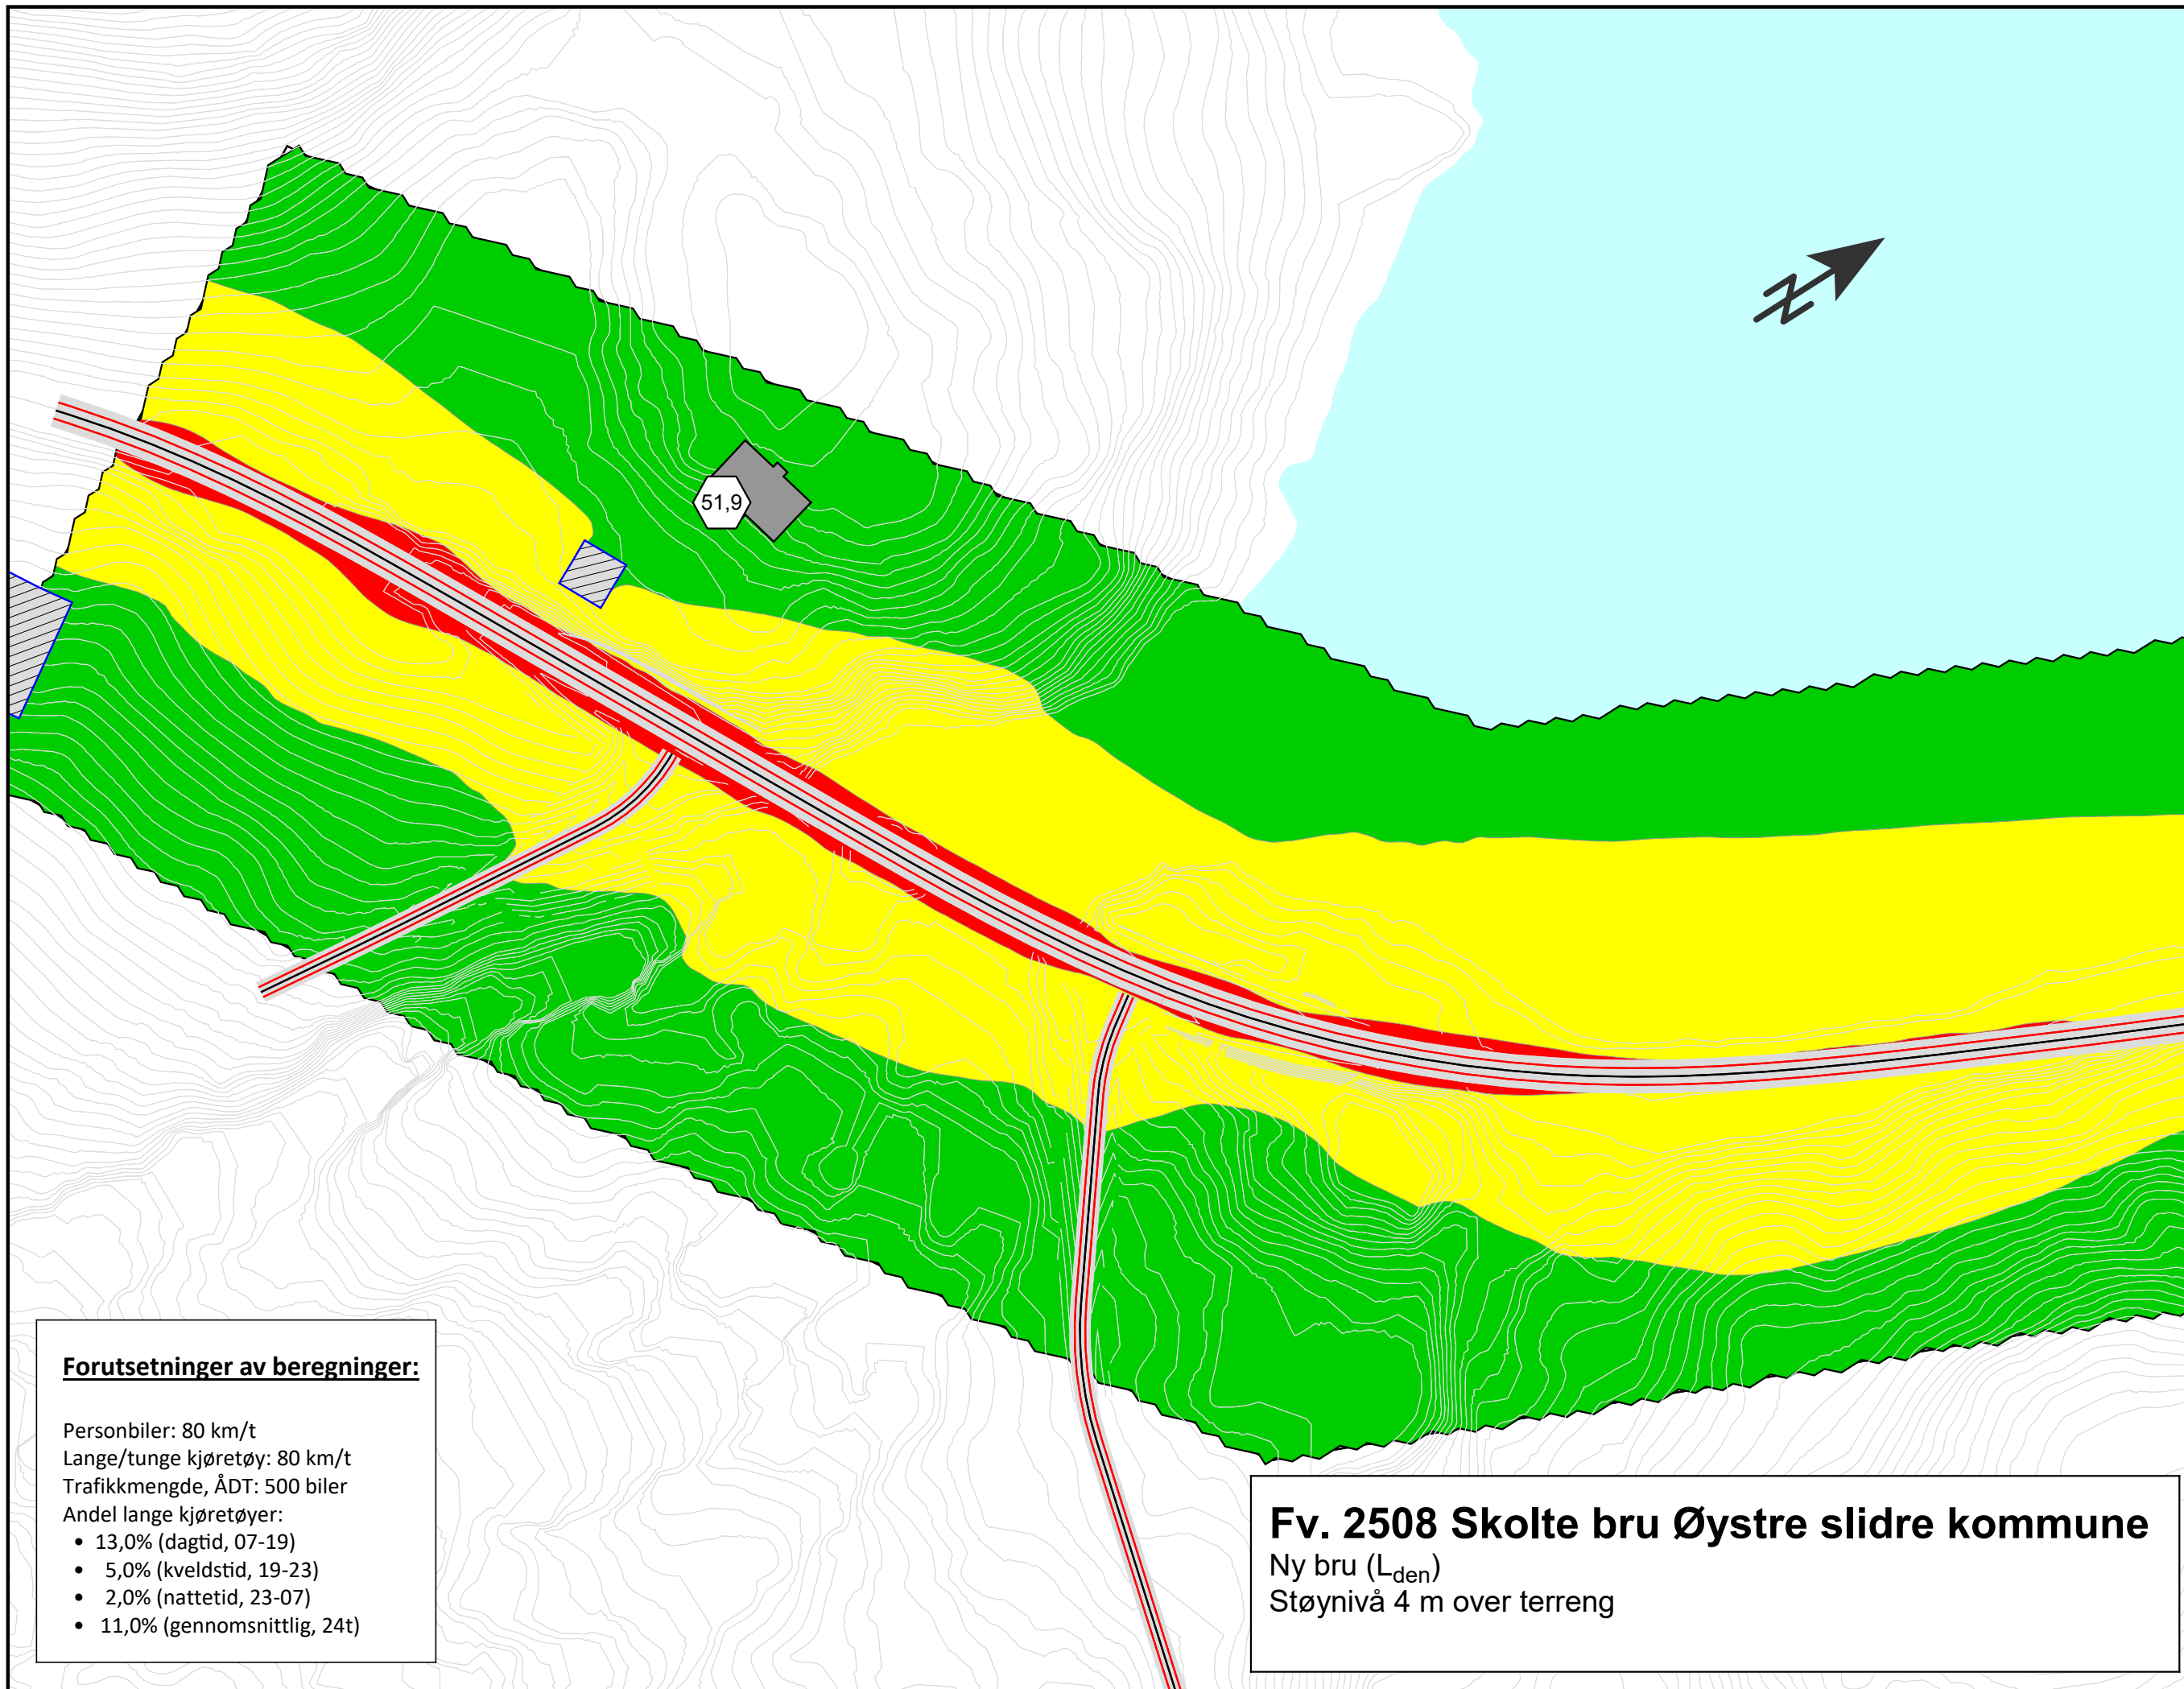 51,9
Forutsetninger av beregninger:
Personbiler: 80 km/t
Lange/tunge kjøretøy: 80 km/t
Trafikkmengde, ÅDT: 500 biler
Andel lange kjøretøyer:
• 13,0% (dagtid, 07-19)
• 5,0% (kveldstid, 19-23)
• 2,0% (nattetid, 23-07)
• 11,0% (gennomsnittlig, 24t)
Fv. 2508 Skolte bru Øystre slidre kommune
Ny bru (Lden)
Støynivå 4 m over terreng